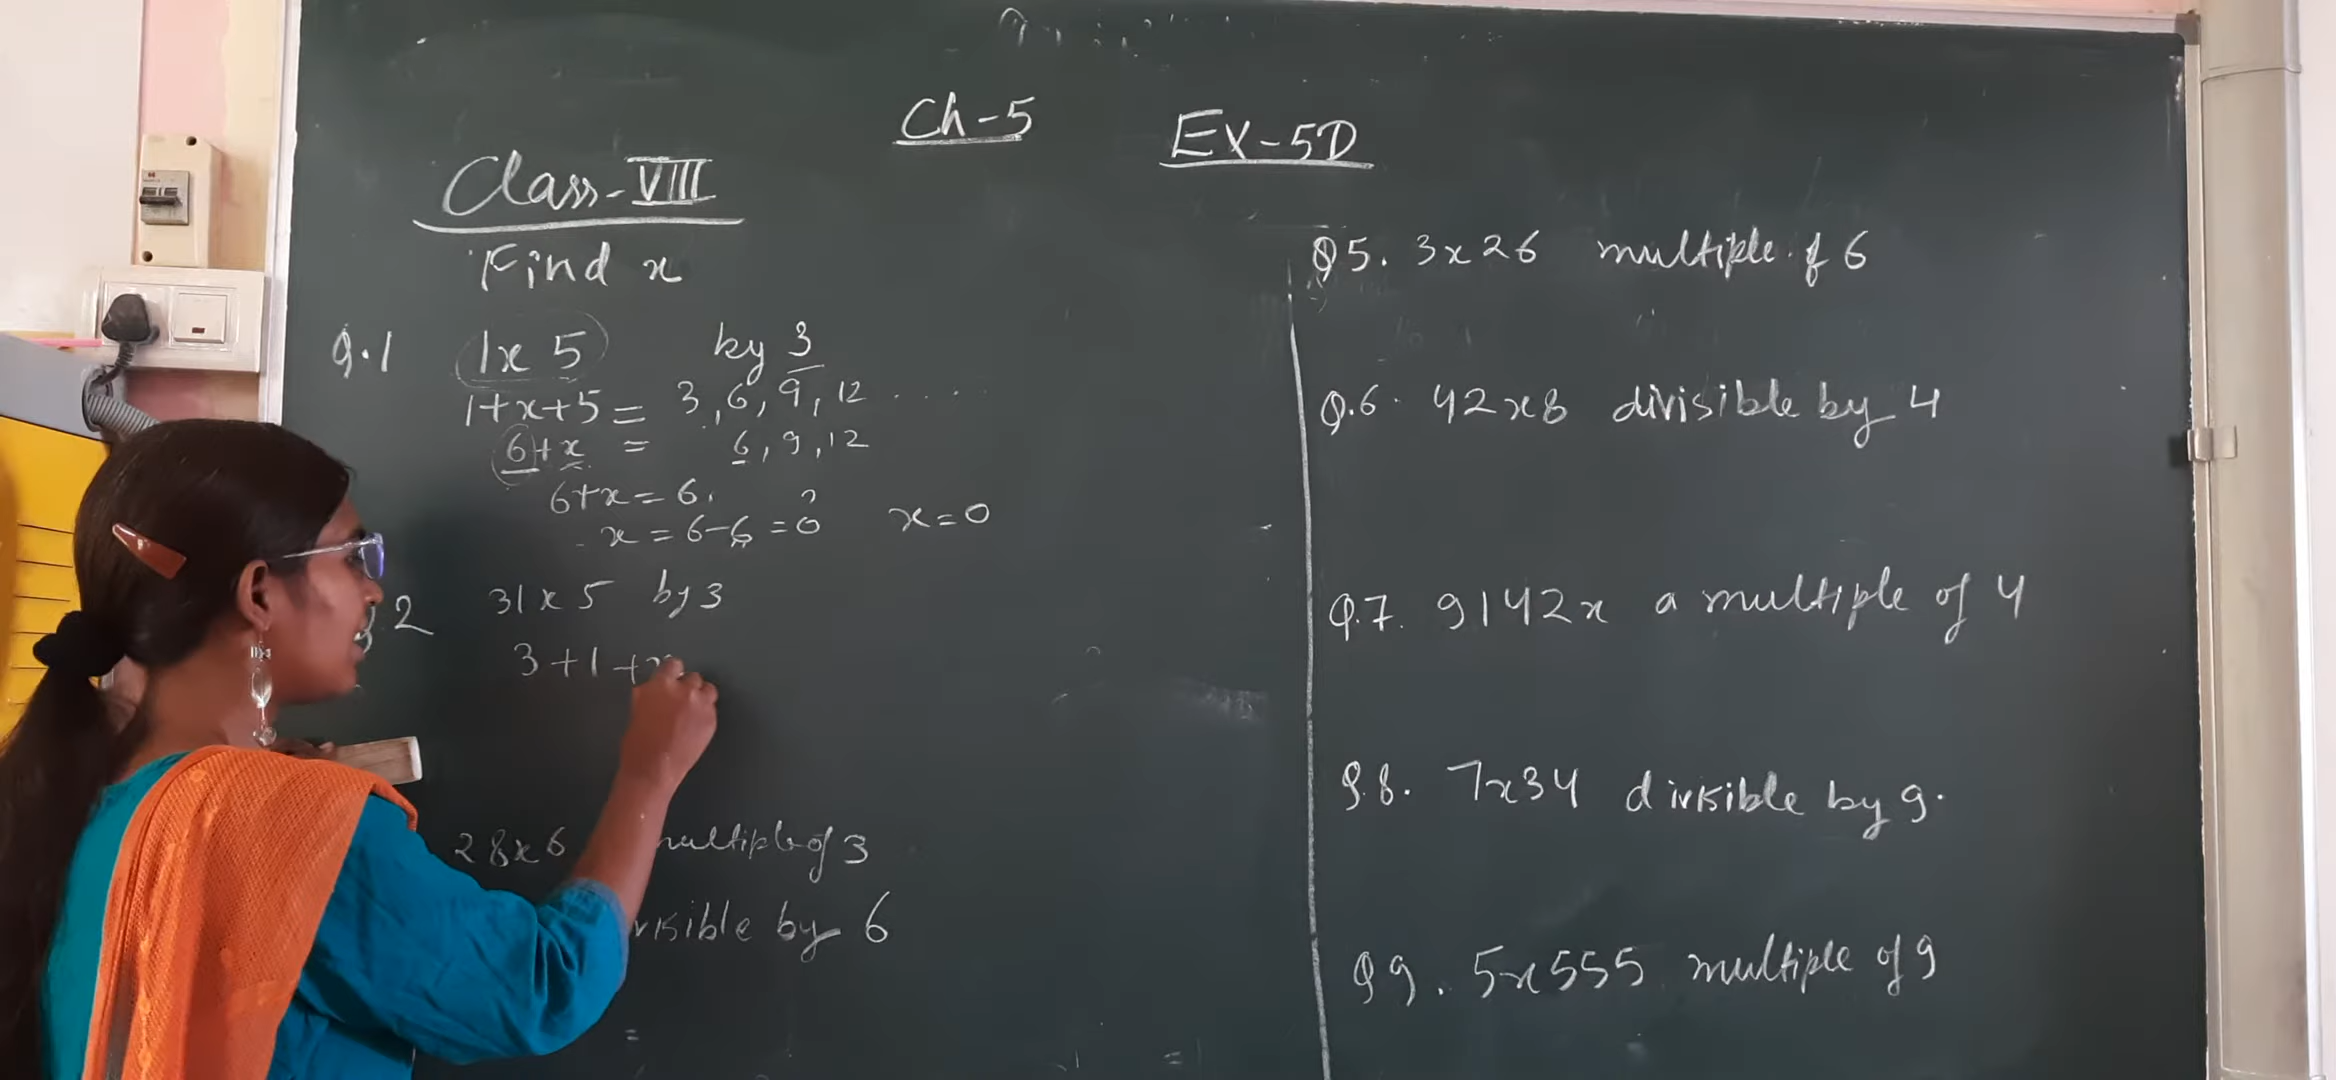 Ch-5
Ex-5D
Class-VIII
Find x
Q.1 1x5 by 3
1+x+5 = 3, 6, 9, 12 ....
6+x = 6, 9, 12
6+x=6.
x=6-6=0 x=0
2 31x5 by 3
3+1+x
28x6 multiple of 3
visible by 6
=
Q5. 3x26 multiple of 6
Q.6. 42x8 divisible by 4
Q.7. 9142x a multiple of 4
Q.8. 7x34 divisible by 9.
Q9. 5x555 multiple of 9